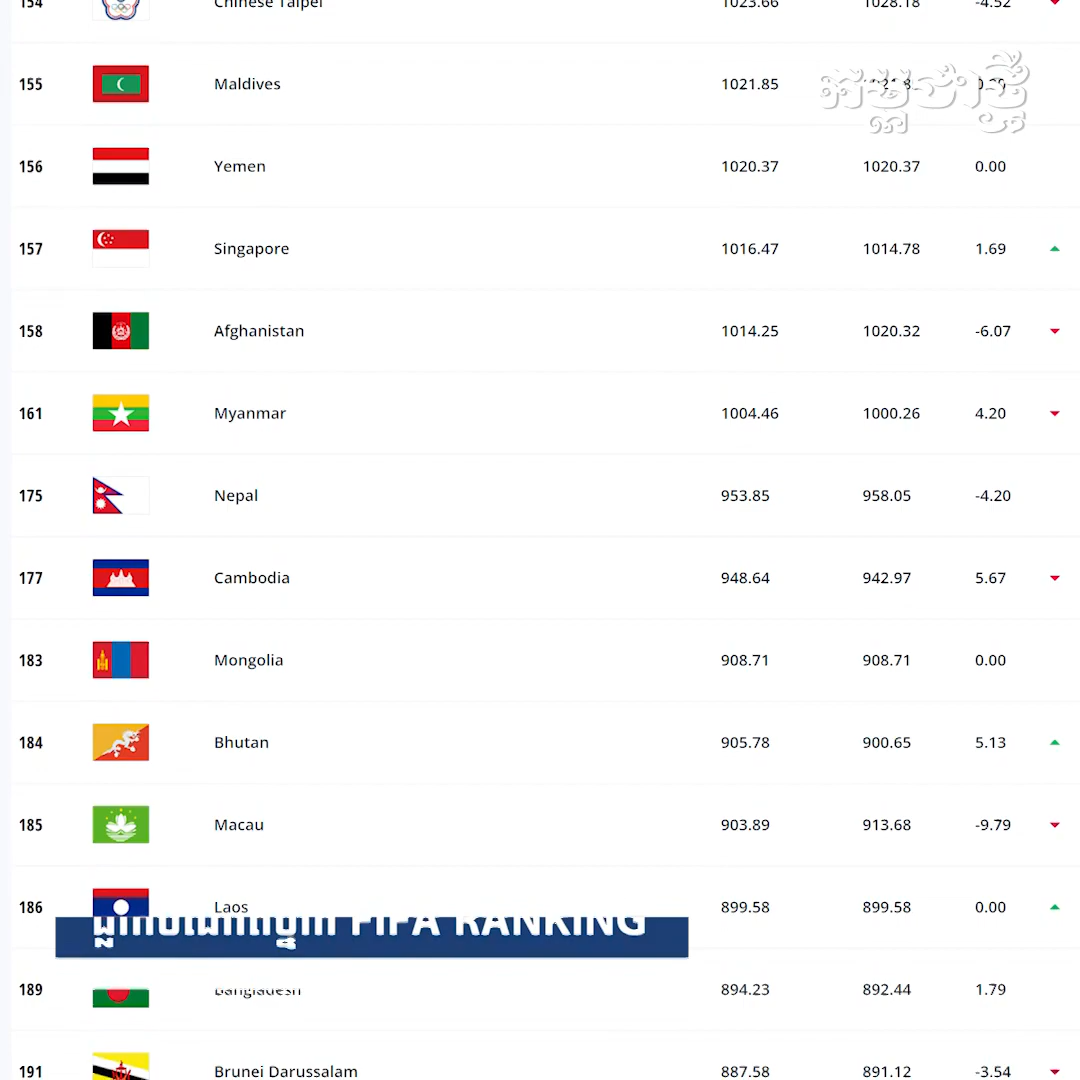 154 Chinese Taipei 1023.66 1028.18 -4.52
155 Maldives 1021.85
156 Yemen 1020.37 1020.37 0.00
157 Singapore 1016.47 1014.78 1.69
158 Afghanistan 1014.25 1020.32 -6.07
161 Myanmar 1004.46 1000.26 4.20
175 Nepal 953.85 958.05 -4.20
177 Cambodia 948.64 942.97 5.67
183 Mongolia 908.71 908.71 0.00
184 Bhutan 905.78 900.65 5.13
185 Macau 903.89 913.68 -9.79
186 Laos 899.58 899.58 0.00
FIFA RANKING
189 Bangladesh 894.23 892.44 1.79
191 Brunei Darussalam 887.58 891.12 -3.54